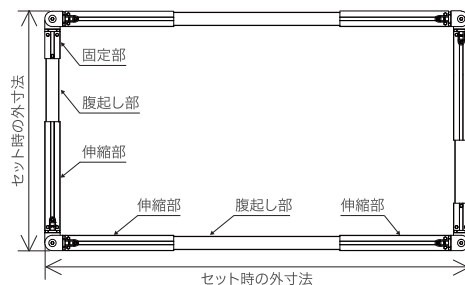 固定部
腹起し部
伸縮部
セット時の外寸法
伸縮部
腹起し部
伸縮部
セット時の外寸法